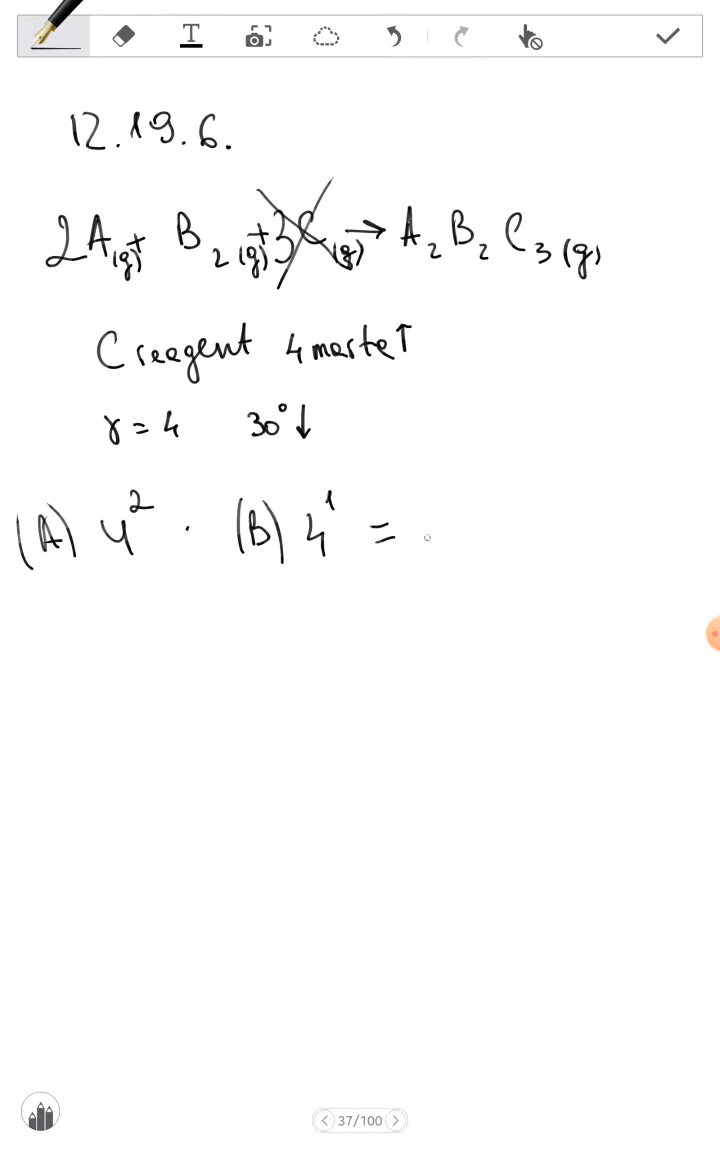 12.19.6.
2A(g) + B2(g) + 3C(g) → A2B2C3(g)
C reagent 4 marte↑
γ = 4 30°↓
(A) 4² · (B) 4¹ =
37/100